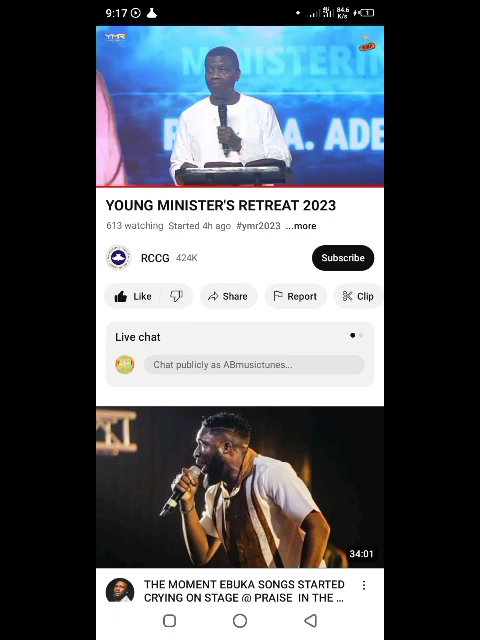 9:17
84.6
K/s
YMR
MINISTERIN
A. ADE
YOUNG MINISTER'S RETREAT 2023
613 watching Started 4h ago #ymr2023 ...more
RCCG 424K Subscribe
Like Share Report Clip
Live chat
Chat publicly as ABmusictunes...
34:01
THE MOMENT EBUKA SONGS STARTED
CRYING ON STAGE @ PRAISE IN THE ...